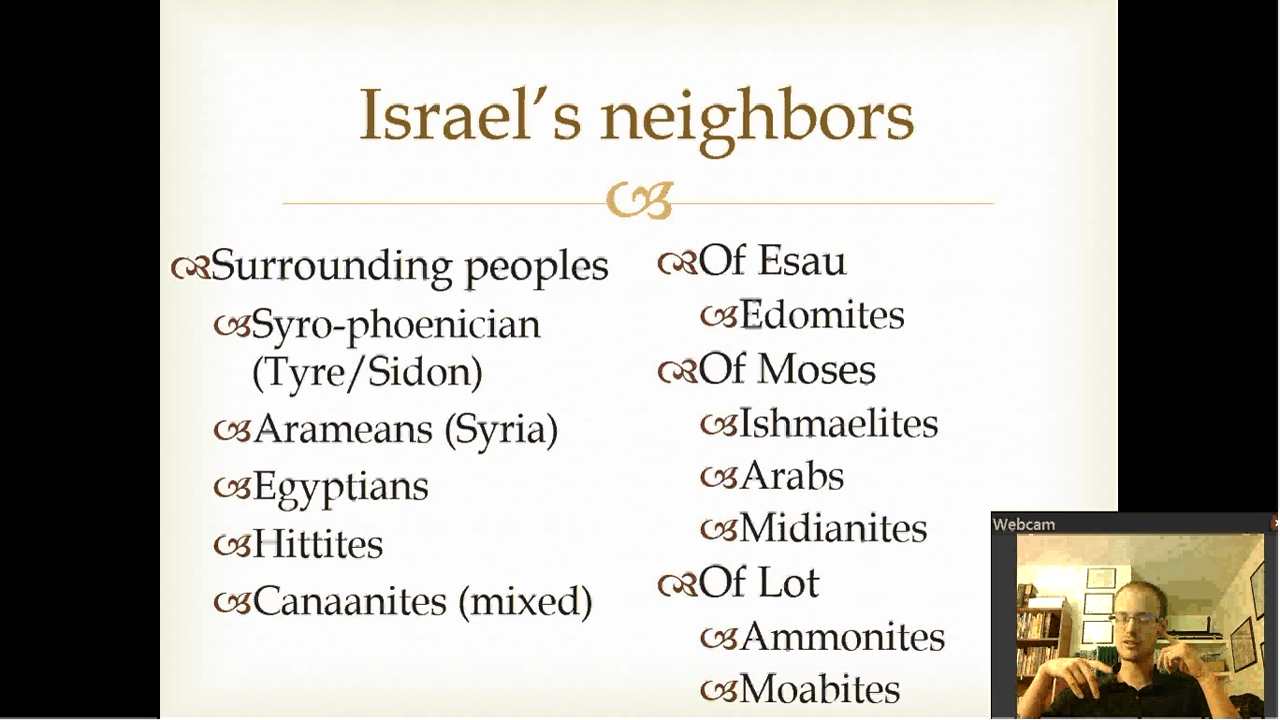 Israel's neighbors
Surrounding peoples
Syro-phoenician
(Tyre/Sidon)
Arameans (Syria)
Egyptians
Hittites
Canaanites (mixed)
Of Esau
Edomites
Of Moses
Ishmaelites
Arabs
Midianites
Of Lot
Ammonites
Moabites
Webcam